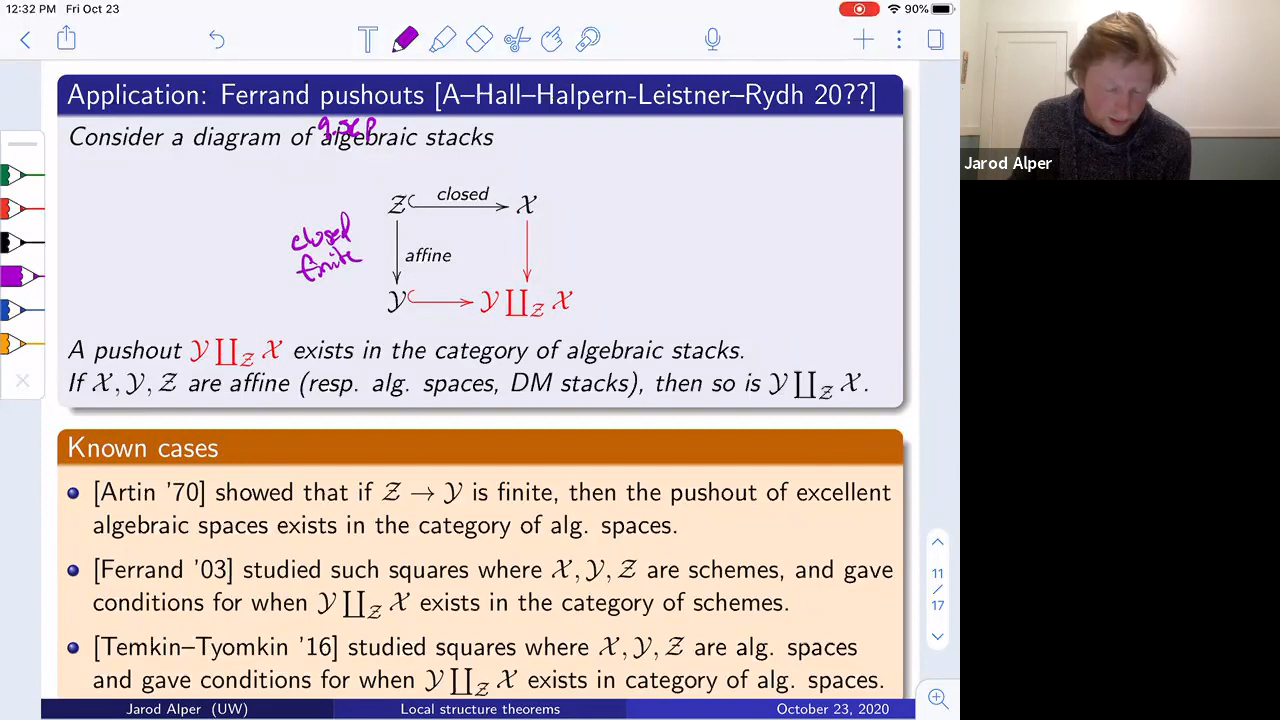 12:32 PM Fri Oct 23
90%
Application: Ferrand pushouts [A–Hall–Halpern-Leistner–Rydh 20??]
q.sep
Consider a diagram of algebraic stacks
𝒵 closed 𝒳
closed
finite
affine
𝒴 𝒴 ∐_𝒵 𝒳
A pushout 𝒴 ∐_𝒵 𝒳 exists in the category of algebraic stacks.
If 𝒳, 𝒴, 𝒵 are affine (resp. alg. spaces, DM stacks), then so is 𝒴 ∐_𝒵 𝒳.
Known cases
[Artin '70] showed that if 𝒵 → 𝒴 is finite, then the pushout of excellent
algebraic spaces exists in the category of alg. spaces.
[Ferrand '03] studied such squares where 𝒳, 𝒴, 𝒵 are schemes, and gave
conditions for when 𝒴 ∐_𝒵 𝒳 exists in the category of schemes.
[Temkin–Tyomkin '16] studied squares where 𝒳, 𝒴, 𝒵 are alg. spaces
and gave conditions for when 𝒴 ∐_𝒵 𝒳 exists in category of alg. spaces.
Jarod Alper (UW) Local structure theorems October 23, 2020
11
/
17
Jarod Alper